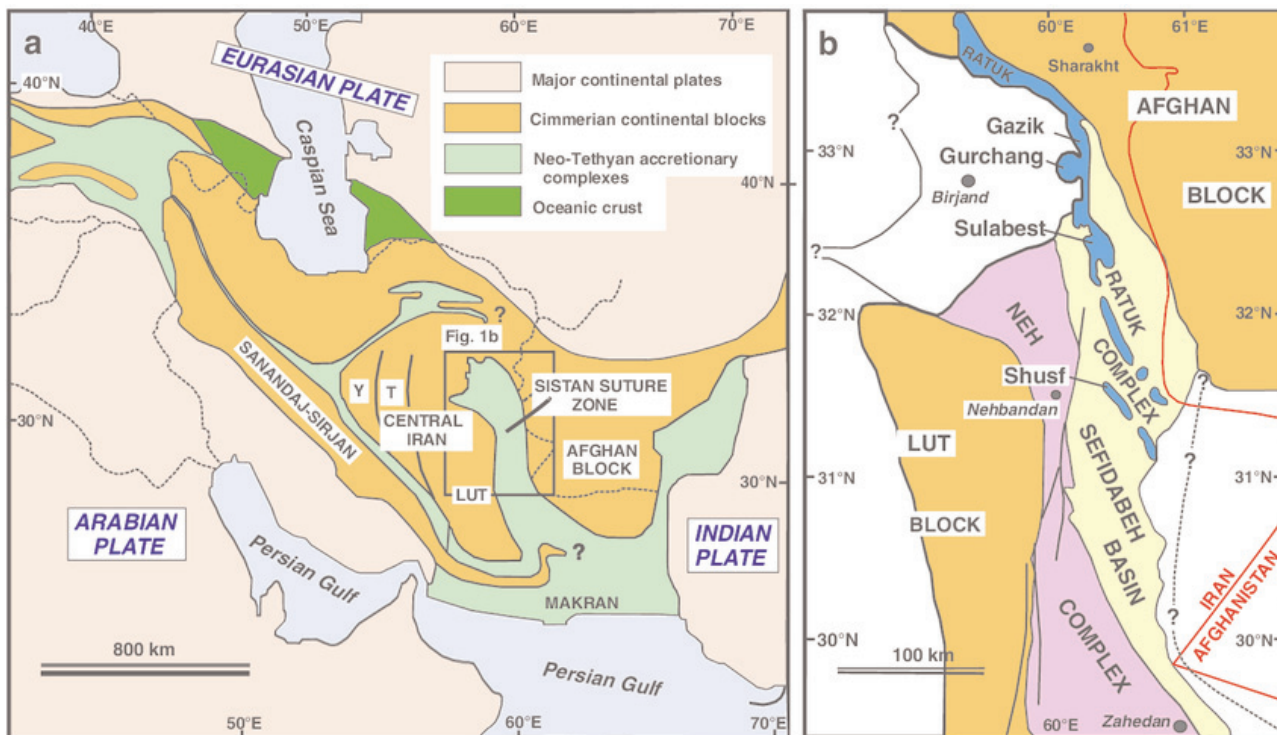 40°E
50°E
60°E
70°E
a
40°N
EURASIAN PLATE
Caspian Sea
Major continental plates
Cimmerian continental blocks
Neo-Tethyan accretionary
complexes
Oceanic crust
40°N
?
Fig. 1b
SANANDAJ-SIRJAN
Y
T
CENTRAL
IRAN
SISTAN SUTURE
ZONE
AFGHAN
BLOCK
30°N
30°N
LUT
ARABIAN
PLATE
INDIAN
PLATE
Persian Gulf
?
MAKRAN
800 km
Persian Gulf
50°E
60°E
70°E
b
60°E
61°E
RATUK
Sharakht
AFGHAN
?
Gazik
33°N
33°N
Gurchang
Birjand
BLOCK
Sulabest
?
RATUK
32°N
32°N
NEH
COMPLEX
Shusf
?
Nehbandan
LUT
SEFIDABEH
31°N
31°N
BLOCK
BASIN
COMPLEX
IRAN
AFGHANISTAN
?
30°N
30°N
100 km
60°E
Zahedan